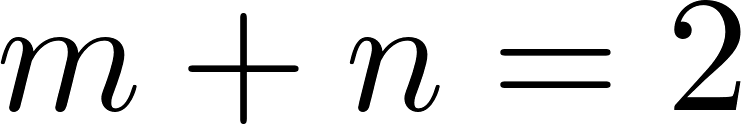 m + n = 2